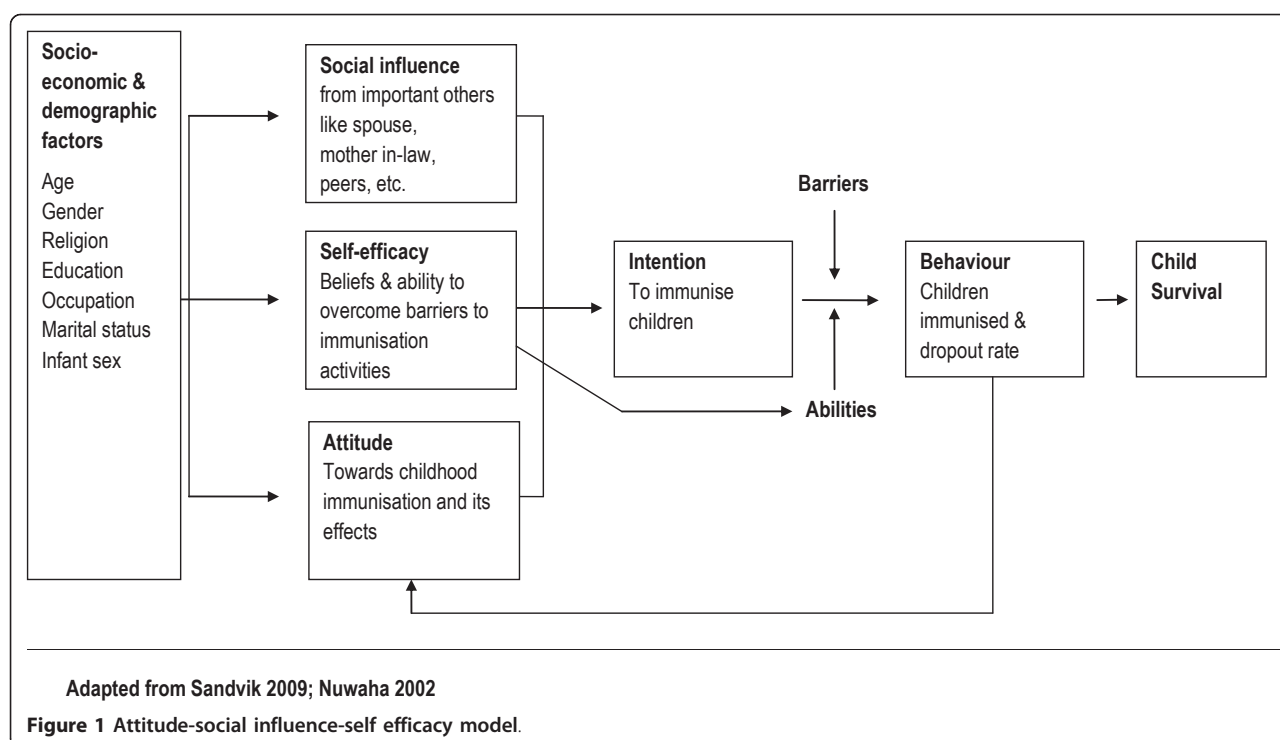 Socio-
economic &
demographic
factors
Age
Gender
Religion
Education
Occupation
Marital status
Infant sex
Social influence
from important others
like spouse,
mother in-law,
peers, etc.
Self-efficacy
Beliefs & ability to
overcome barriers to
immunisation
activities
Attitude
Towards childhood
immunisation and its
effects
Intention
To immunise
children
Barriers
Abilities
Behaviour
Children
immunised &
dropout rate
Child
Survival
Adapted from Sandvik 2009; Nuwaha 2002
Figure 1 Attitude-social influence-self efficacy model.